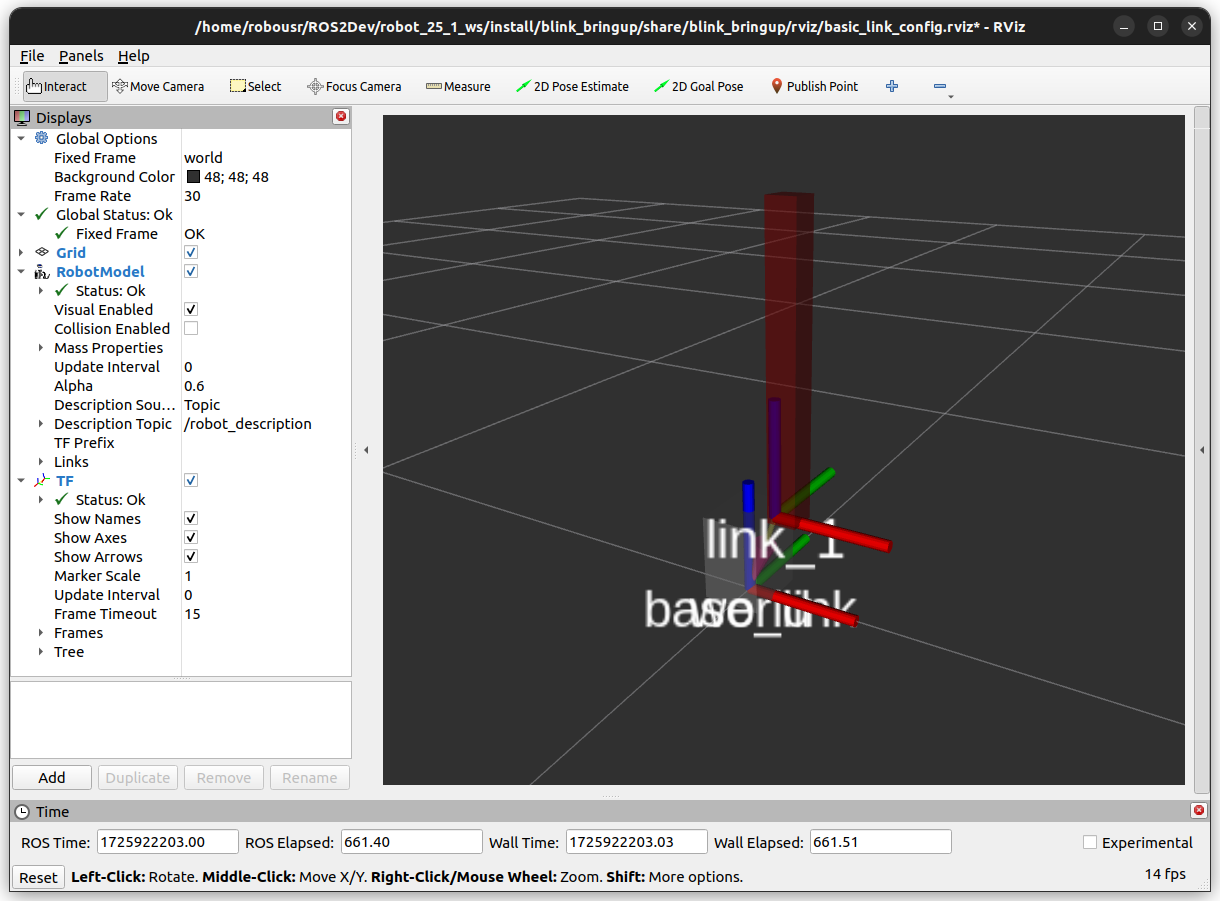 /home/robousr/ROS2Dev/robot_25_1_ws/install/blink_bringup/share/blink_bringup/rviz/basic_link_config.rviz* - RViz
File Panels Help
Interact Move Camera Select Focus Camera Measure 2D Pose Estimate 2D Goal Pose Publish Point
Displays
Global Options
Fixed Frame world
Background Color 48; 48; 48
Frame Rate 30
Global Status: Ok
Fixed Frame OK
Grid
RobotModel
Status: Ok
Visual Enabled
Collision Enabled
Mass Properties
Update Interval 0
Alpha 0.6
Description Sou... Topic
Description Topic /robot_description
TF Prefix
Links
TF
Status: Ok
Show Names
Show Axes
Show Arrows
Marker Scale 1
Update Interval 0
Frame Timeout 15
Frames
Tree
link_1
base_link
world
Add Duplicate Remove Rename
Time
ROS Time: 1725922203.00 ROS Elapsed: 661.40 Wall Time: 1725922203.03 Wall Elapsed: 661.51 Experimental
Reset Left-Click: Rotate. Middle-Click: Move X/Y. Right-Click/Mouse Wheel: Zoom. Shift: More options. 14 fps